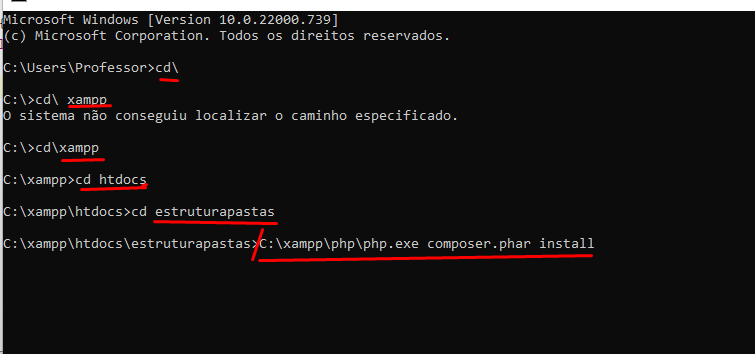 Microsoft Windows [Version 10.0.22000.739]
(c) Microsoft Corporation. Todos os direitos reservados.
C:\Users\Professor>cd\
C:\>cd\ xampp
O sistema não conseguiu localizar o caminho especificado.
C:\>cd\xampp
C:\xampp>cd htdocs
C:\xampp\htdocs>cd estruturapastas
C:\xampp\htdocs\estruturapastas>C:\xampp\php\php.exe composer.phar install